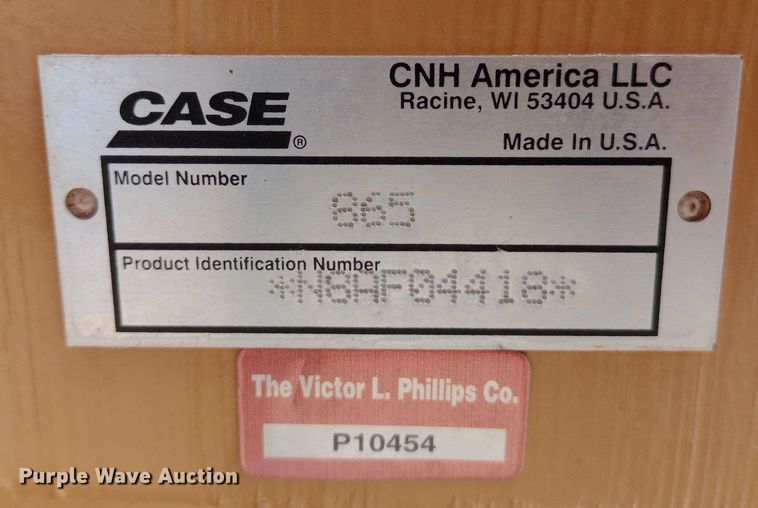 CASE®
CNH America LLC
Racine, WI 53404 U.S.A.
Made In U.S.A.
Model Number
865
Product Identification Number
*N8AF04418*
The Victor L. Phillips Co.
P10454
Purple Wave Auction